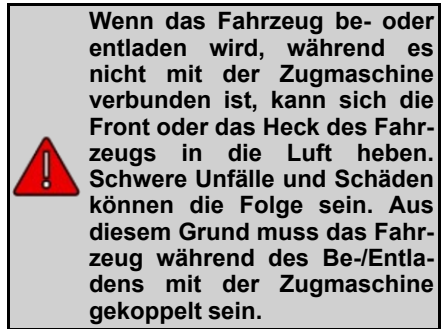 Wenn das Fahrzeug be- oder
entladen wird, während es
nicht mit der Zugmaschine
verbunden ist, kann sich die
Front oder das Heck des Fahr-
zeugs in die Luft heben.
Schwere Unfälle und Schäden
können die Folge sein. Aus
diesem Grund muss das Fahr-
zeug während des Be-/Entla-
dens mit der Zugmaschine
gekoppelt sein.